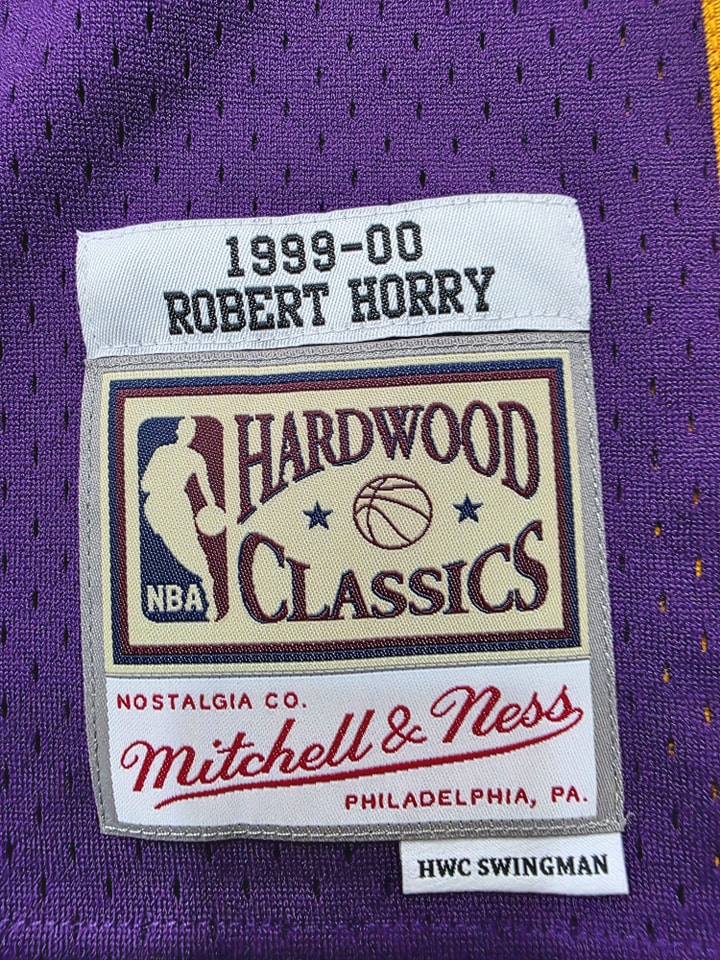 1999-00
ROBERT HORRY
HARDWOOD
CLASSICS
NBA
NOSTALGIA CO.
Mitchell & Ness
PHILADELPHIA, PA.
HWC SWINGMAN